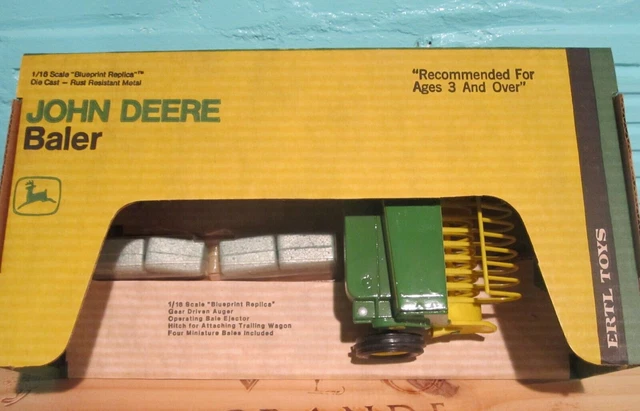 1/16 Scale "Blueprint Replica"™
Die Cast — Rust Resistant Metal
JOHN DEERE
Baler
"Recommended For
Ages 3 And Over"
ERTL TOYS
1/16 Scale "Blueprint Replica"
Gear Driven Auger
Operating Bale Ejector
Hitch for Attaching Trailing Wagon
Four Miniature Bales Included